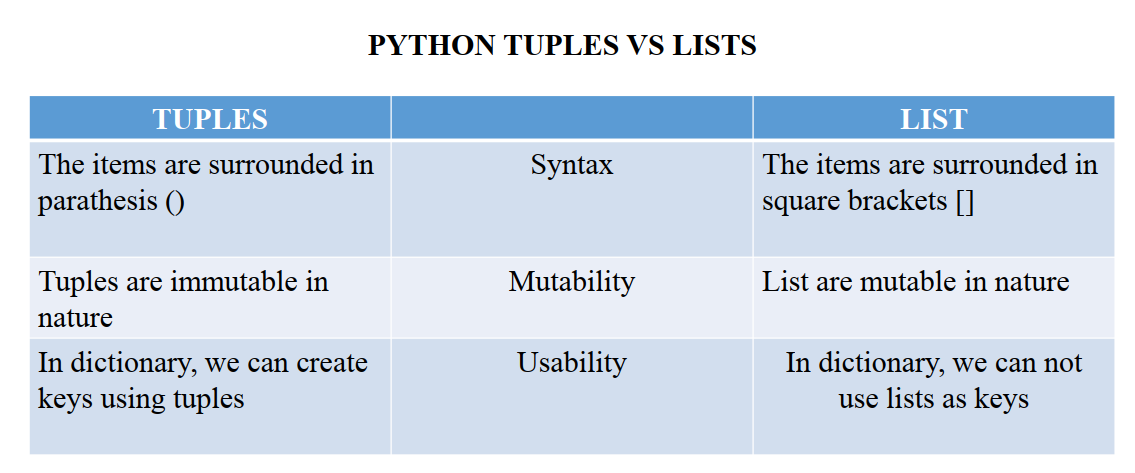 PYTHON TUPLES VS LISTS
TUPLES
LIST
The items are surrounded in
parathesis ()
Syntax
The items are surrounded in
square brackets []
Tuples are immutable in
nature
Mutability
List are mutable in nature
In dictionary, we can create
keys using tuples
Usability
In dictionary, we can not
use lists as keys